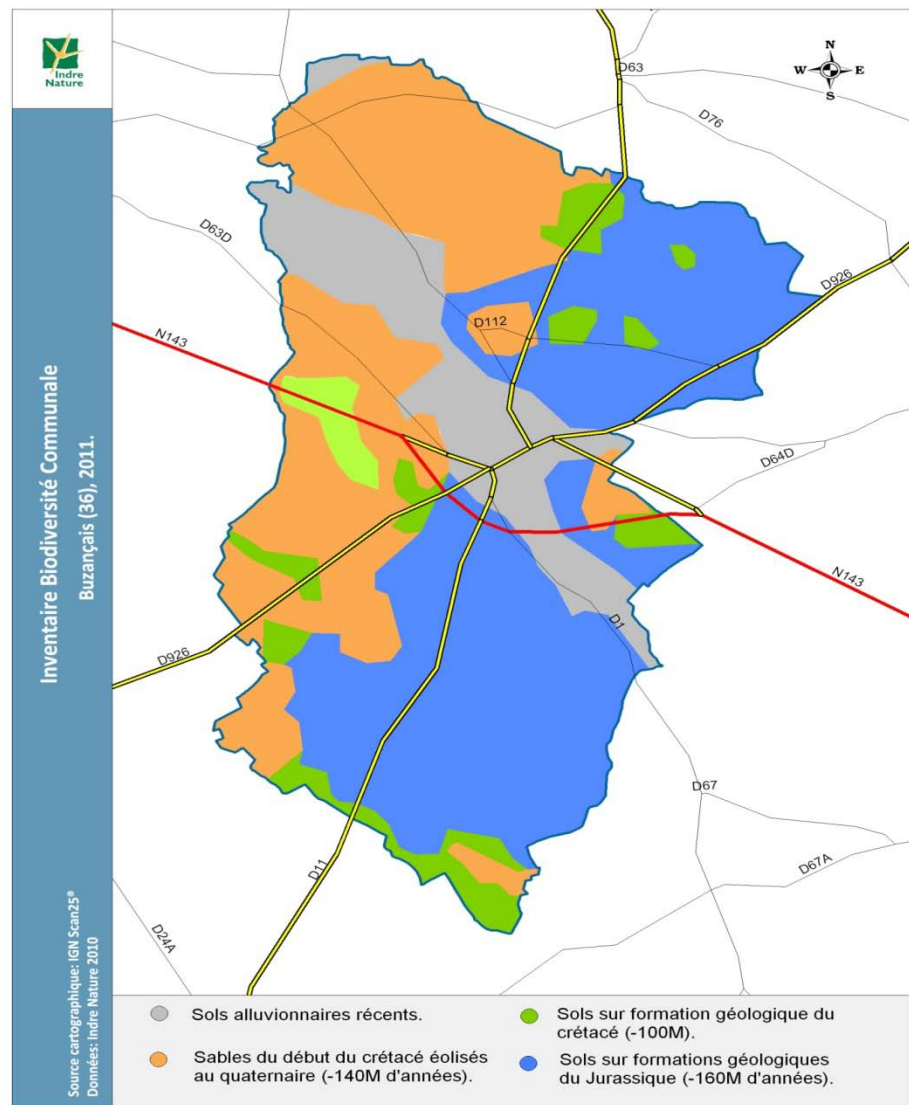 Indre
Nature
Inventaire Biodiversité Communale
Buzançais (36), 2011.
Source cartographique: IGN Scan25®
Données: Indre Nature 2010
D63
N
W E
S
D76
D63D
D926
D112
N143
D64D
N143
D1
D926
D67
D67A
D11
D24A
Sols alluvionnaires récents.
Sables du début du crétacé éolisés
au quaternaire (-140M d'années).
Sols sur formation géologique du
crétacé (-100M).
Sols sur formations géologiques
du Jurassique (-160M d'années).